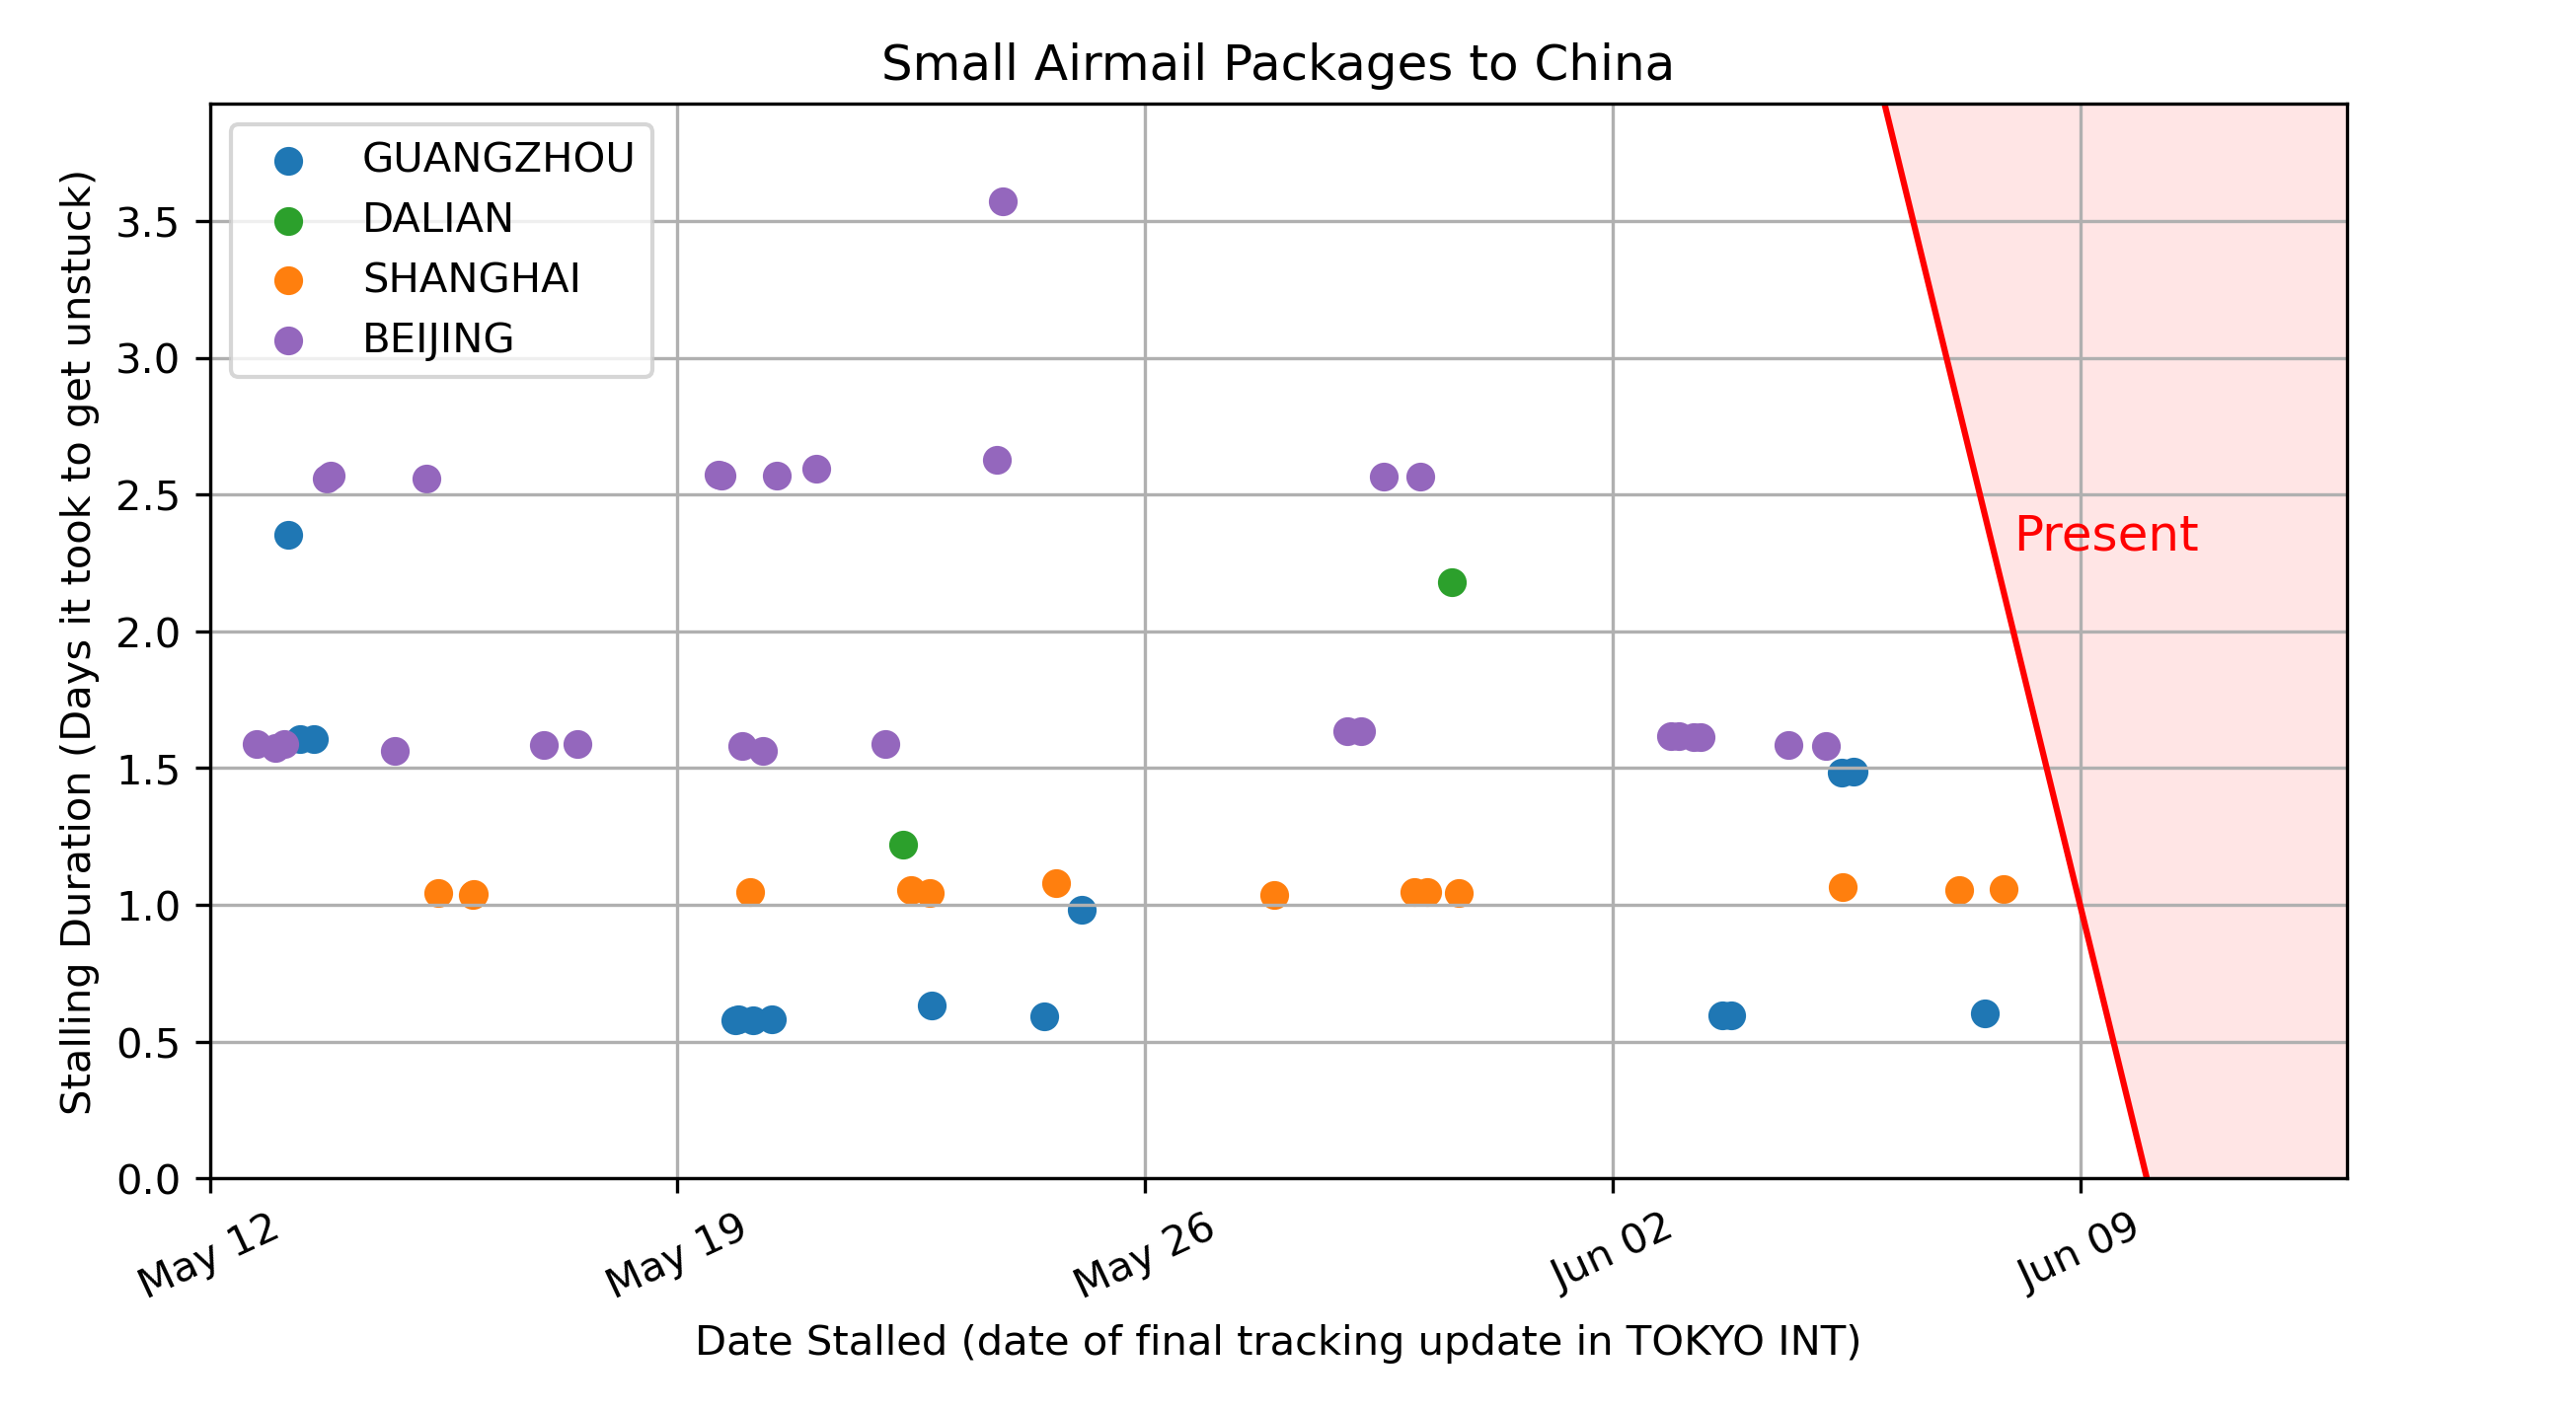 Small Airmail Packages to China
GUANGZHOU
DALIAN
SHANGHAI
BEIJING
Present
Stalling Duration (Days it took to get unstuck)
3.5
3.0
2.5
2.0
1.5
1.0
0.5
0.0
May 12
May 19
May 26
Jun 02
Jun 09
Date Stalled (date of final tracking update in TOKYO INT)